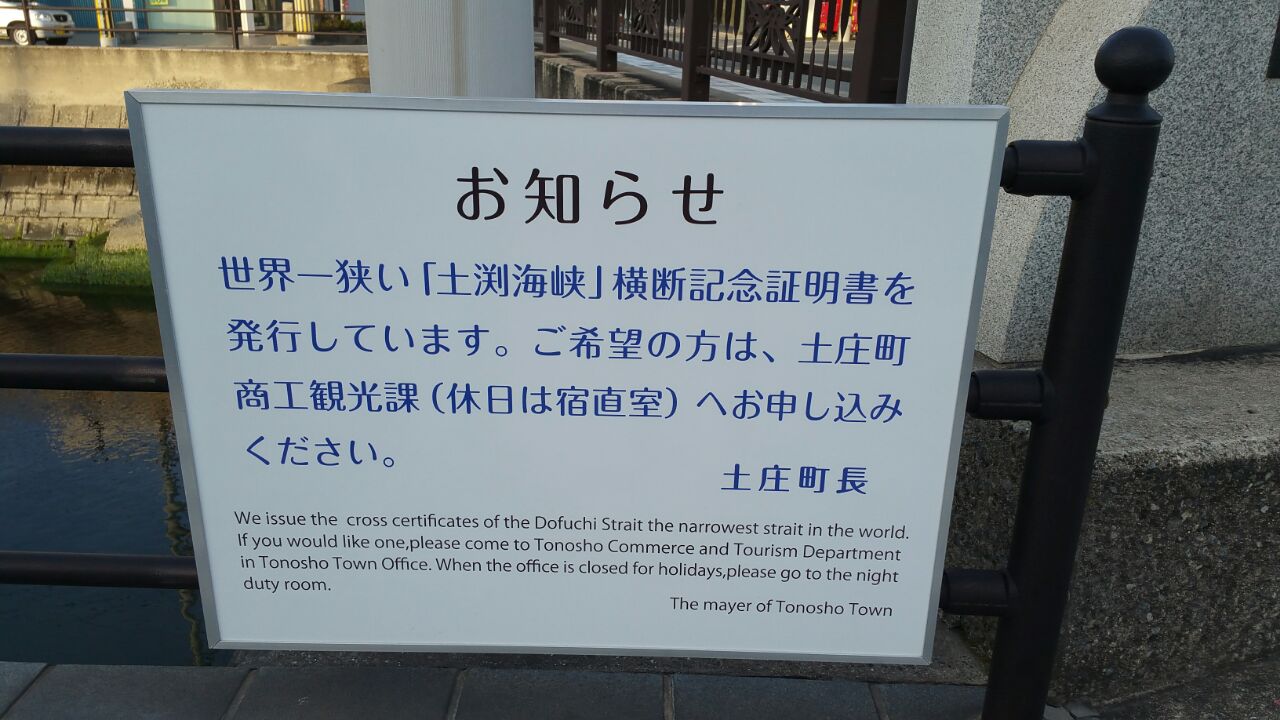 お知らせ
世界一狭い「土渕海峡」横断記念証明書を
発行しています。ご希望の方は、土庄町
商工観光課（休日は宿直室）へお申し込み
ください。
土庄町長
We issue the cross certificates of the Dofuchi Strait the narrowest strait in the world.
If you would like one,please come to Tonosho Commerce and Tourism Department
in Tonosho Town Office. When the office is closed for holidays,please go to the night
duty room.
The mayer of Tonosho Town